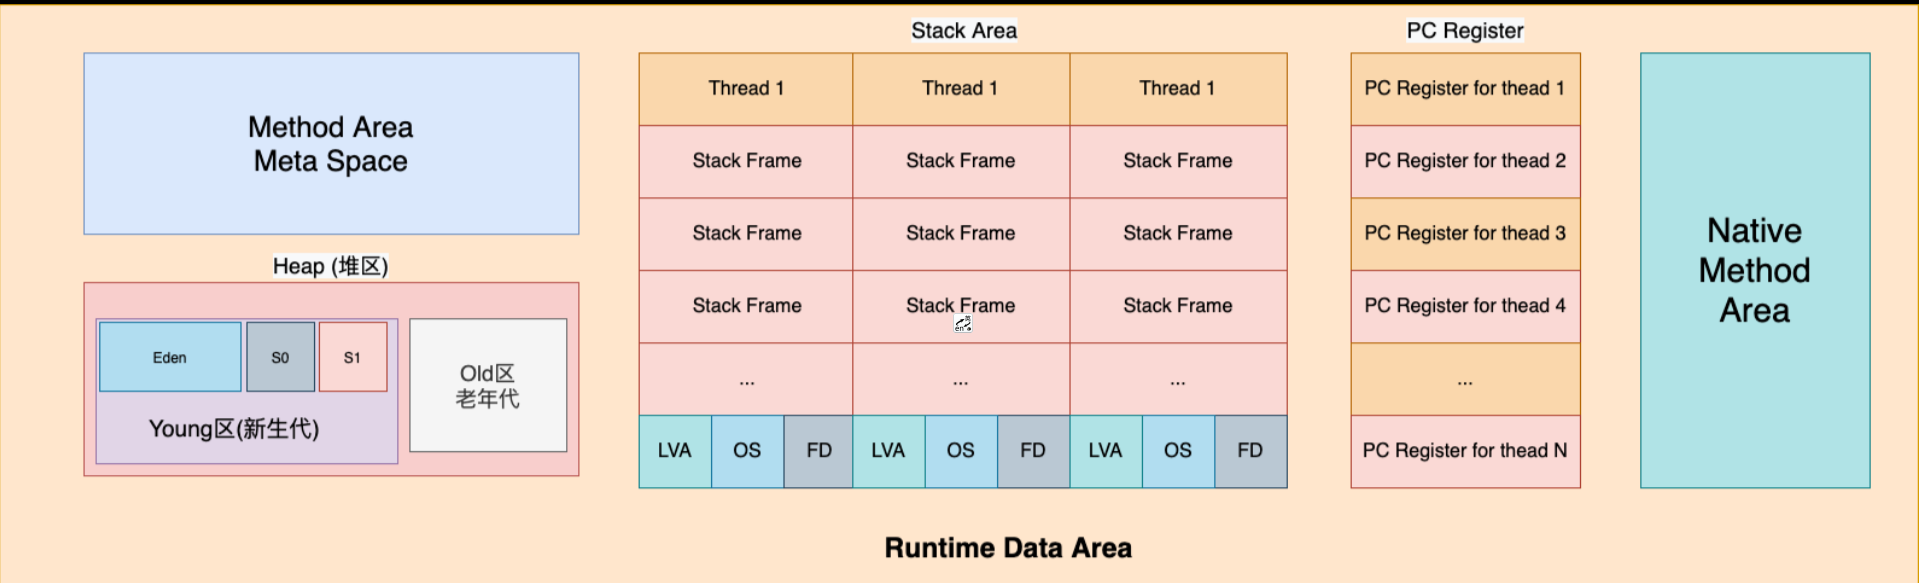 Method Area
Meta Space
Heap (堆区)
Eden
S0
S1
Young区(新生代)
Old区
老年代
Stack Area
Thread 1
Thread 1
Thread 1
Stack Frame
Stack Frame
Stack Frame
Stack Frame
Stack Frame
Stack Frame
Stack Frame
Stack Frame
Stack Frame
...
...
...
LVA
OS
FD
LVA
OS
FD
LVA
OS
FD
PC Register
PC Register for thead 1
PC Register for thead 2
PC Register for thead 3
PC Register for thead 4
...
PC Register for thead N
Native
Method
Area
Runtime Data Area